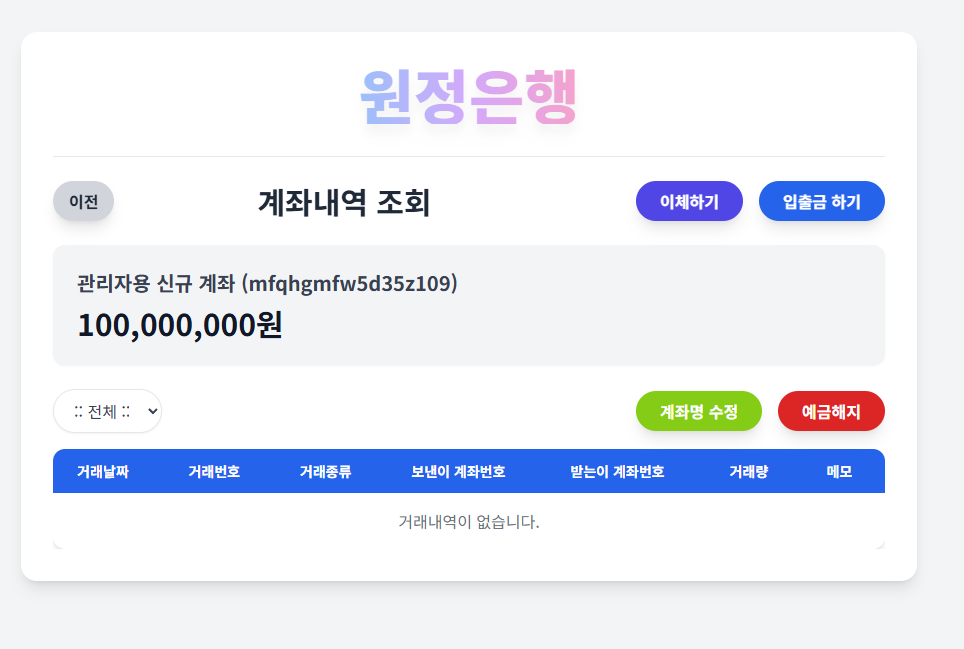 원정은행
이전 계좌내역 조회 이체하기 입출금 하기
관리자용 신규 계좌 (mfqhgmfw5d35z109)
100,000,000원
:: 전체 :: 계좌명 수정 예금해지
거래날짜 거래번호 거래종류 보낸이 계좌번호 받는이 계좌번호 거래량 메모
거래내역이 없습니다.